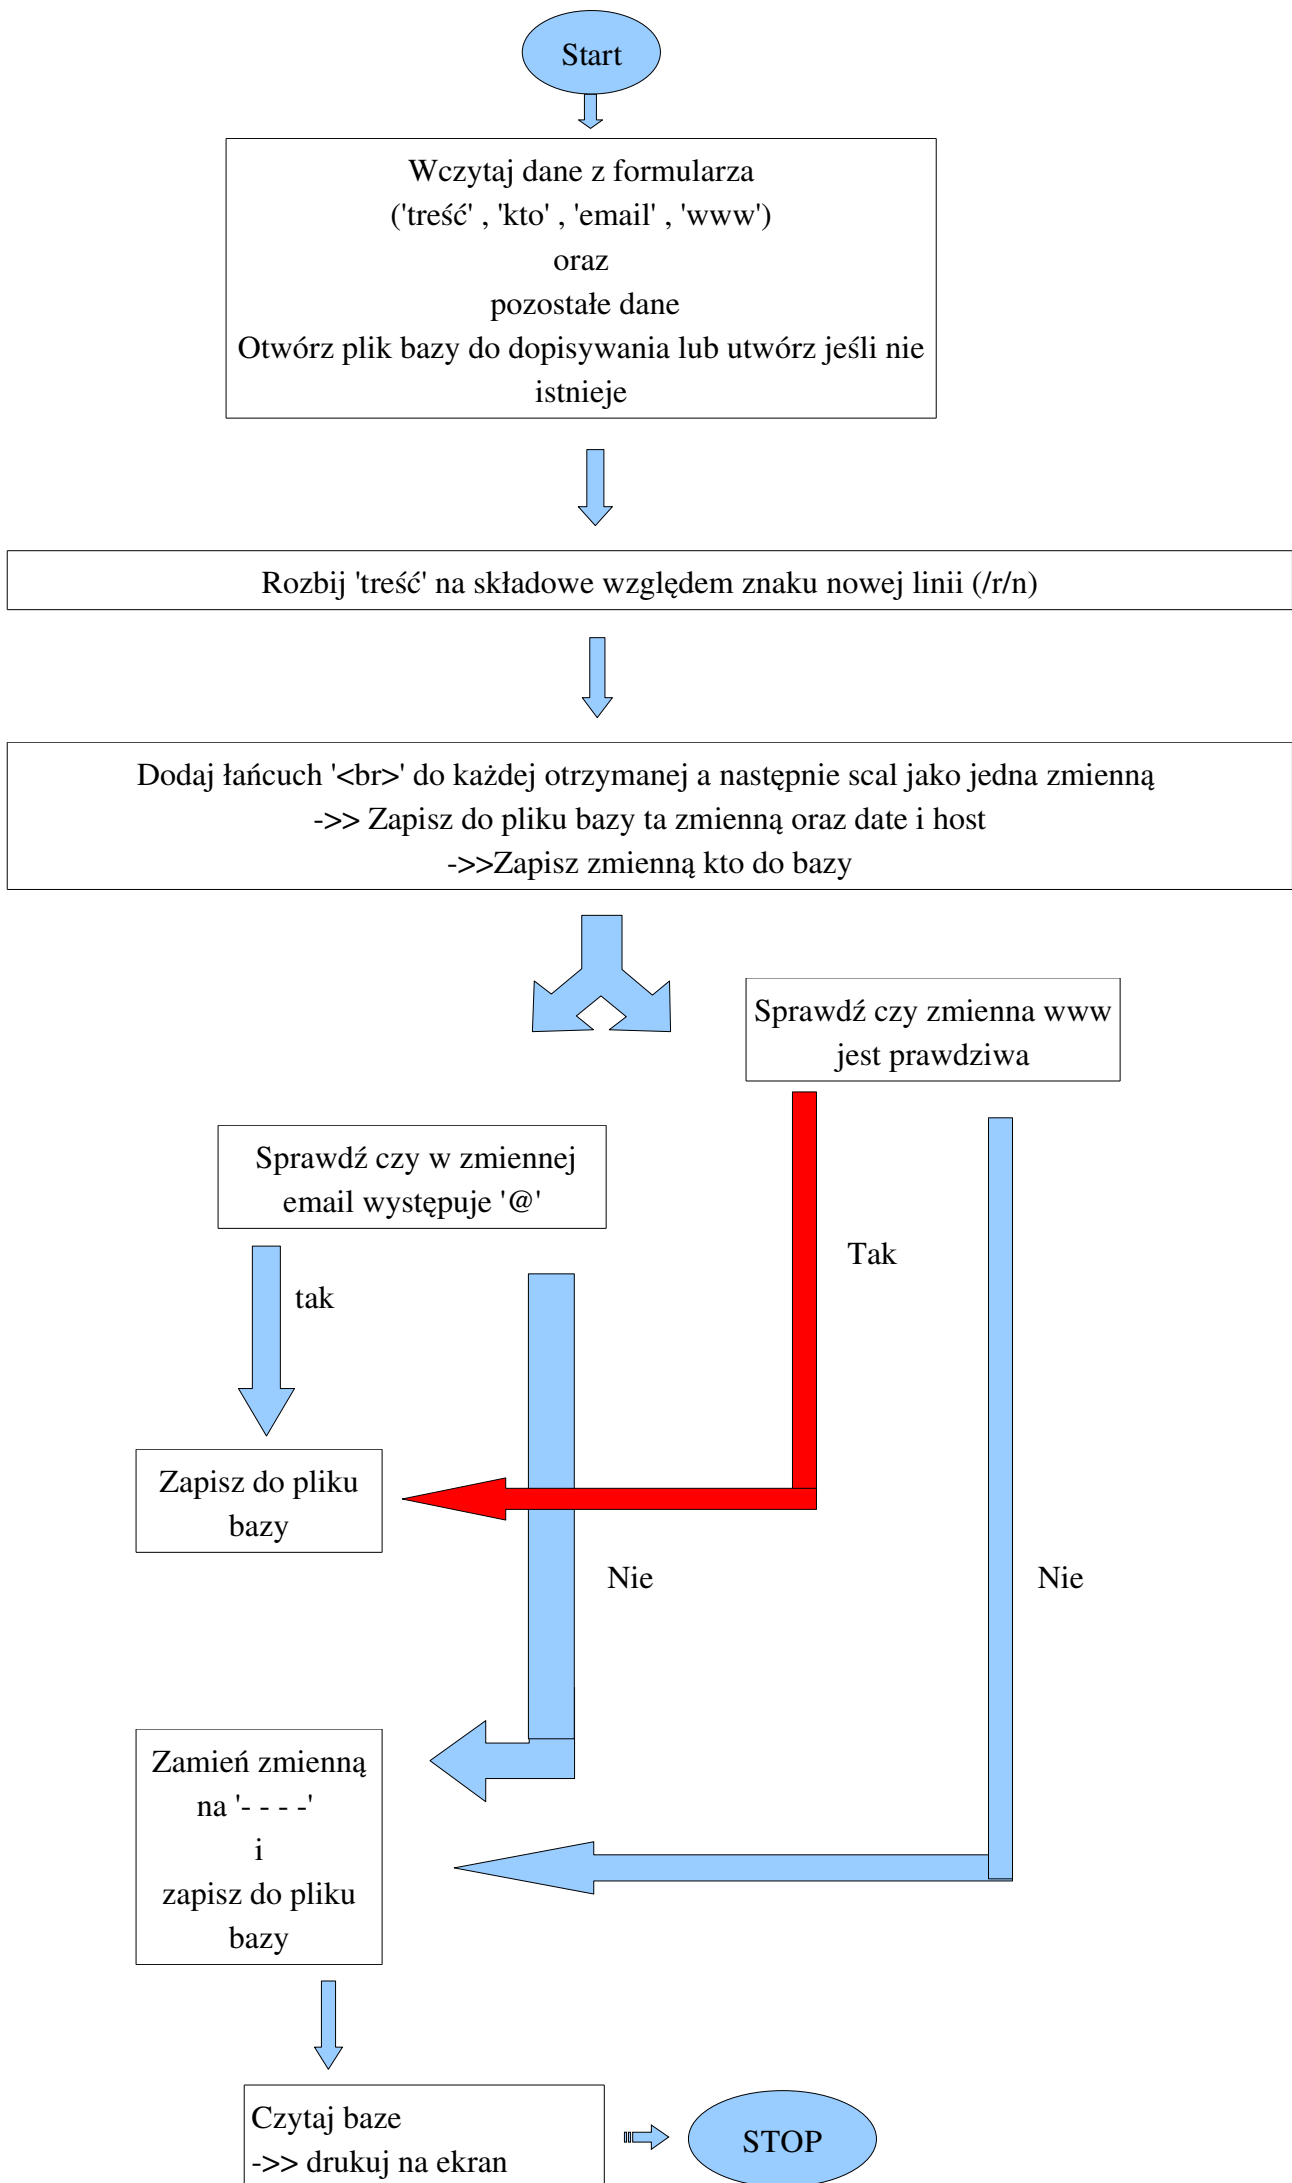 Start
Wczytaj dane z formularza
('treść' , 'kto' , 'email' , 'www')
oraz
pozostałe dane
Otwórz plik bazy do dopisywania lub utwórz jeśli nie
istnieje
Rozbij 'treść' na składowe względem znaku nowej linii (/r/n)
Dodaj łańcuch '<br>' do każdej otrzymanej a następnie scal jako jedna zmienną
->> Zapisz do pliku bazy ta zmienną oraz date i host
->>Zapisz zmienną kto do bazy
Sprawdź czy zmienna www
jest prawdziwa
Sprawdź czy w zmiennej
email występuje '@'
Tak
tak
Zapisz do pliku
bazy
Nie
Nie
Zamień zmienną
na '- - - -'
i
zapisz do pliku
bazy
Czytaj baze
->> drukuj na ekran
STOP